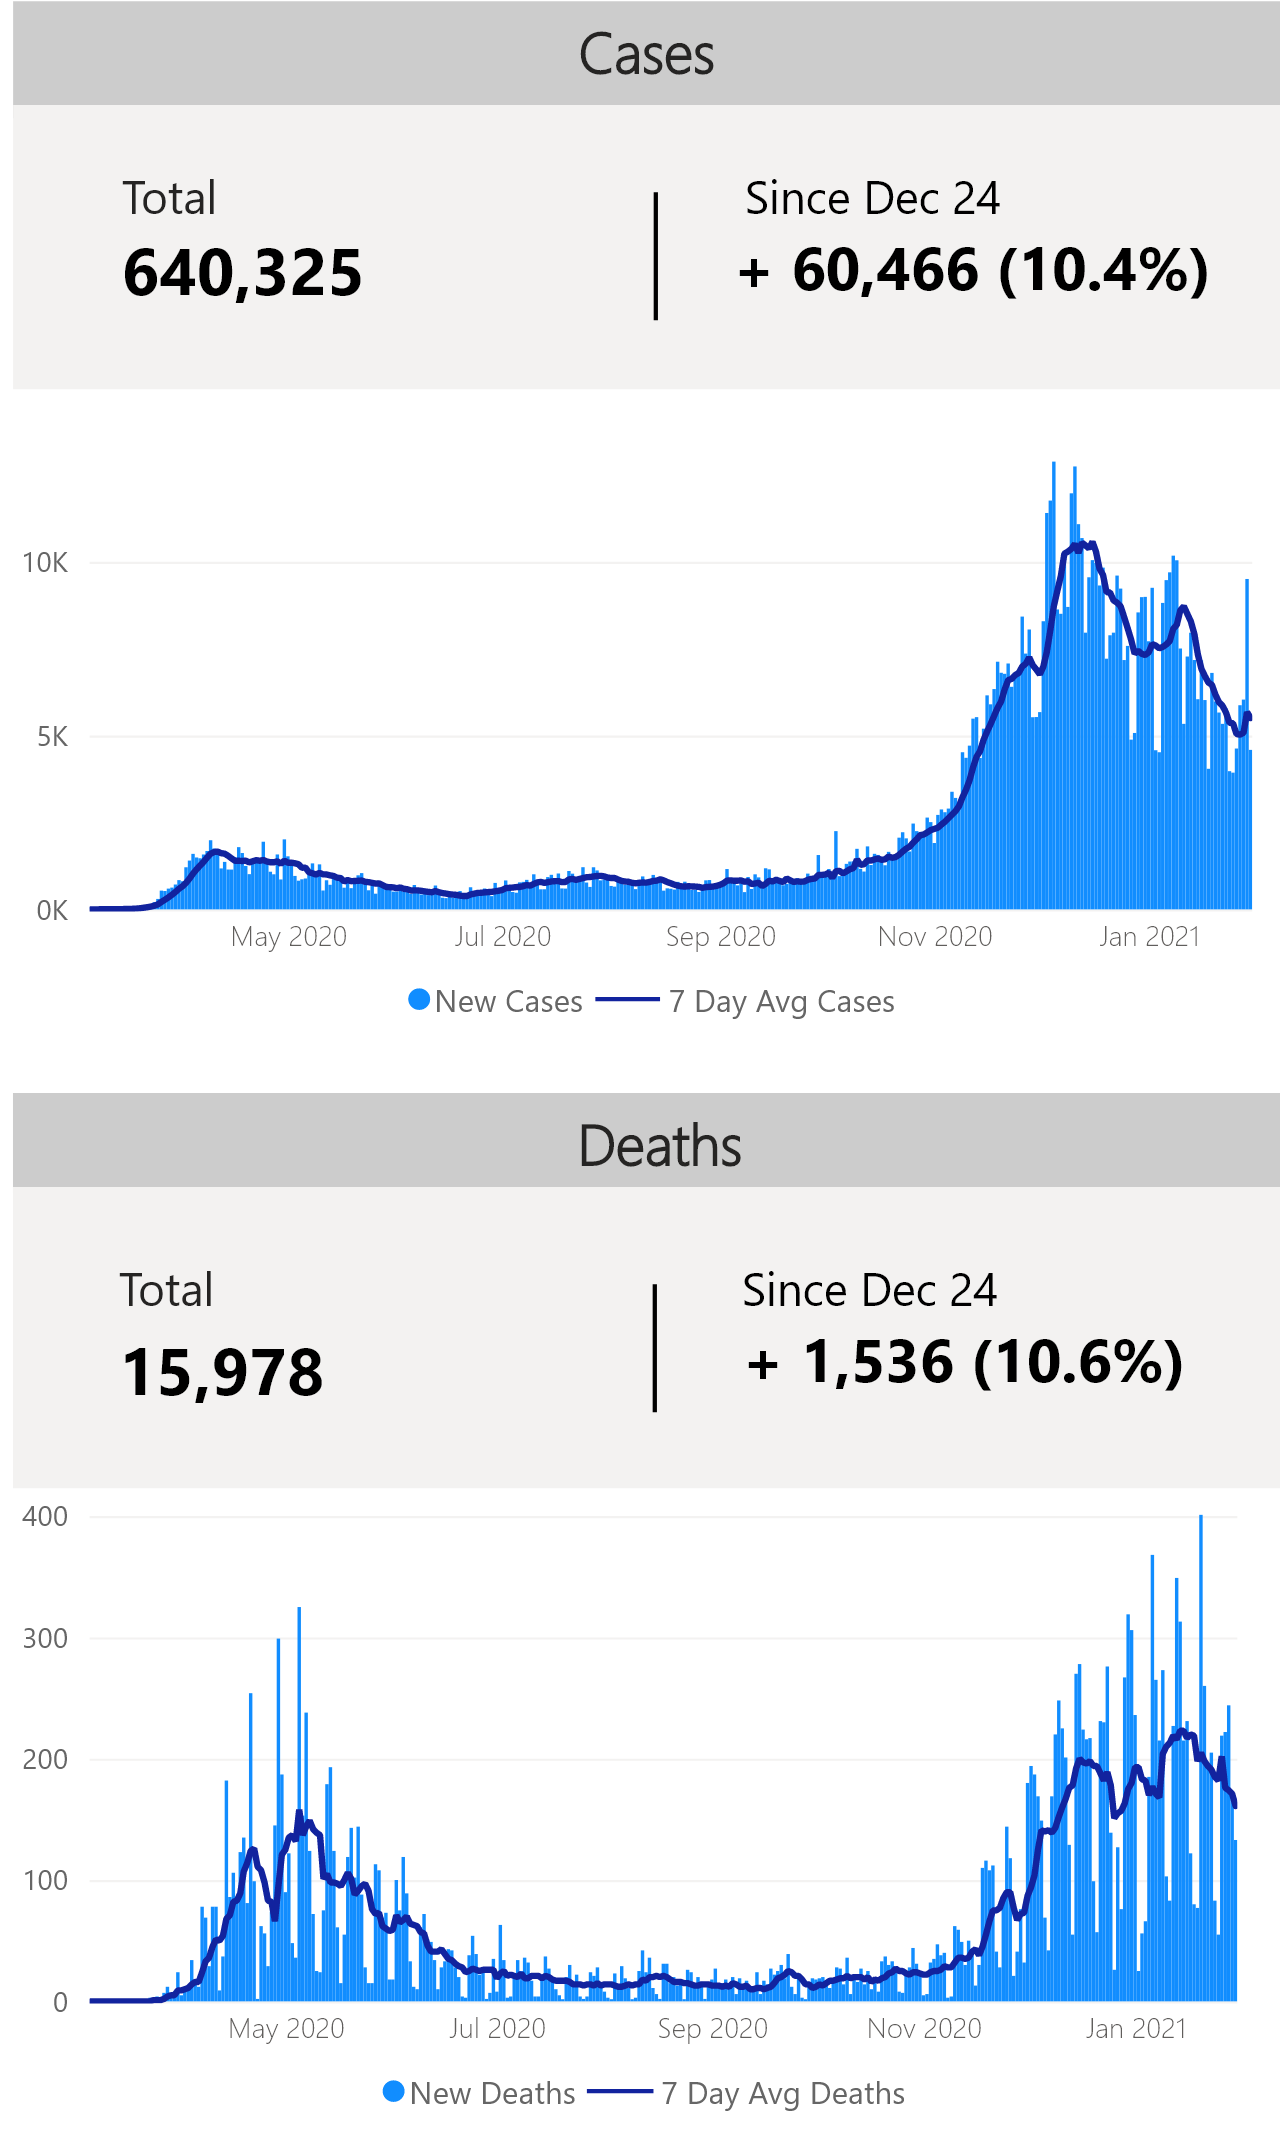 Cases
Total
Since Dec 24
640,325
+ 60,466 (10.4%)
10K
5K
0K
May 2020
Jul 2020
Sep 2020
Nov 2020
Jan 2021
New Cases
7 Day Avg Cases
Deaths
Total
Since Dec 24
15,978
+ 1,536 (10.6%)
400
300
200
100
0
May 2020
Jul 2020
Sep 2020
Nov 2020
Jan 2021
New Deaths
7 Day Avg Deaths